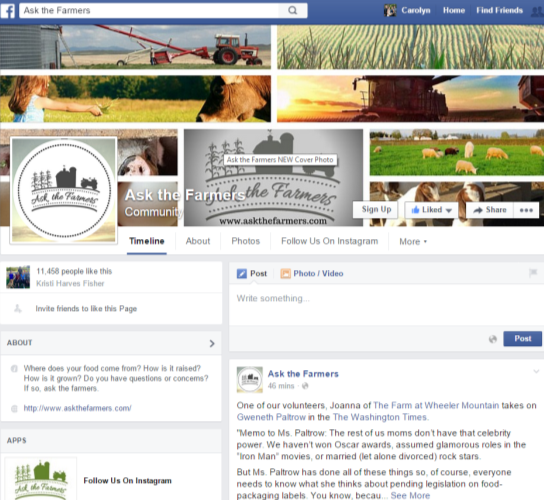 Ask the Farmers
Carolyn Home Find Friends
Ask the Farmers NEW Cover Photo
Ask the Farmers
Ask the Farmers
www.askthefarmers.com
Ask the Farmers
Community
Sign Up Liked Share
Timeline About Photos Follow Us On Instagram More
11,458 people like this
Kristi Harves Fisher
Invite friends to like this Page
ABOUT
Where does your food come from? How is it raised?
How is it grown? Do you have questions or concerns?
If so, ask the farmers.
http://www.askthefarmers.com/
APPS
Ask the Farmers
Follow Us On Instagram
Post Photo / Video
Write something...
Post
Ask the Farmers
46 mins ·
One of our volunteers, Joanna of The Farm at Wheeler Mountain takes on
Gweneth Paltrow in the The Washington Times.
"Memo to Ms. Paltrow: The rest of us moms don't have that celebrity
power. We haven't won Oscar awards, assumed glamorous roles in the
"Iron Man" movies, or married (let alone divorced) rock stars.
But Ms. Paltrow has done all of these things so, of course, everyone
needs to know what she thinks about pending legislation on food-
packaging labels. You know, becau... See More